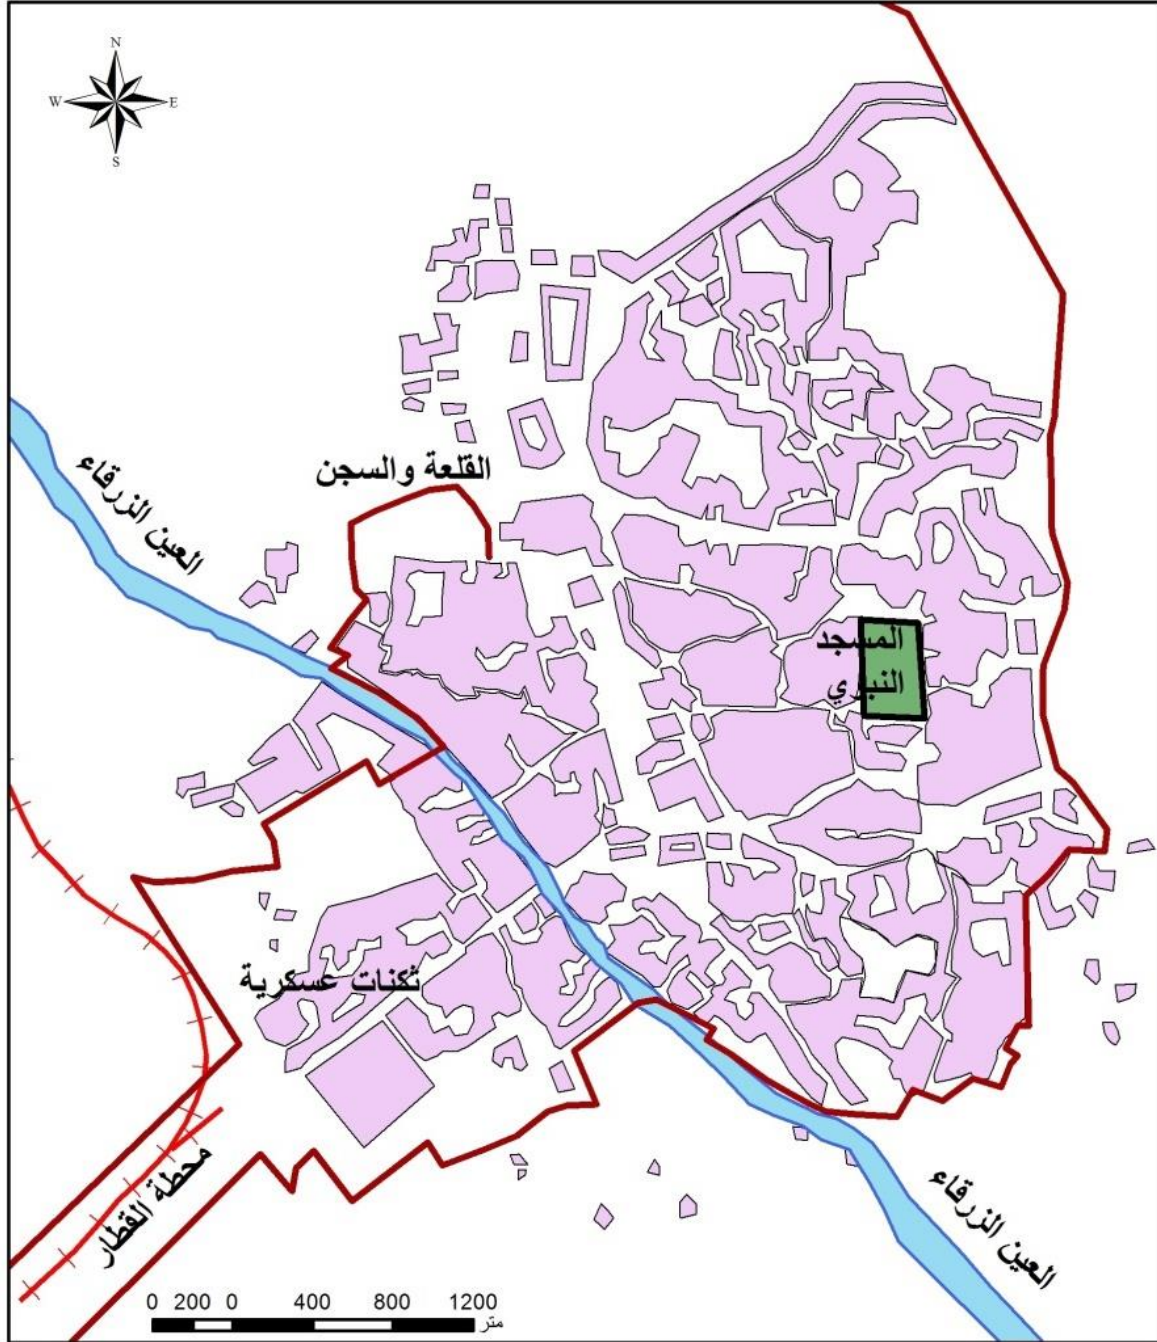 N
W E
S
القلعة والسجن
العين الزرقاء
المسجد
النبوي
ثكنات عسكرية
محطة القطار
العين الزرقاء
0 200 0 400 800 1200
متر